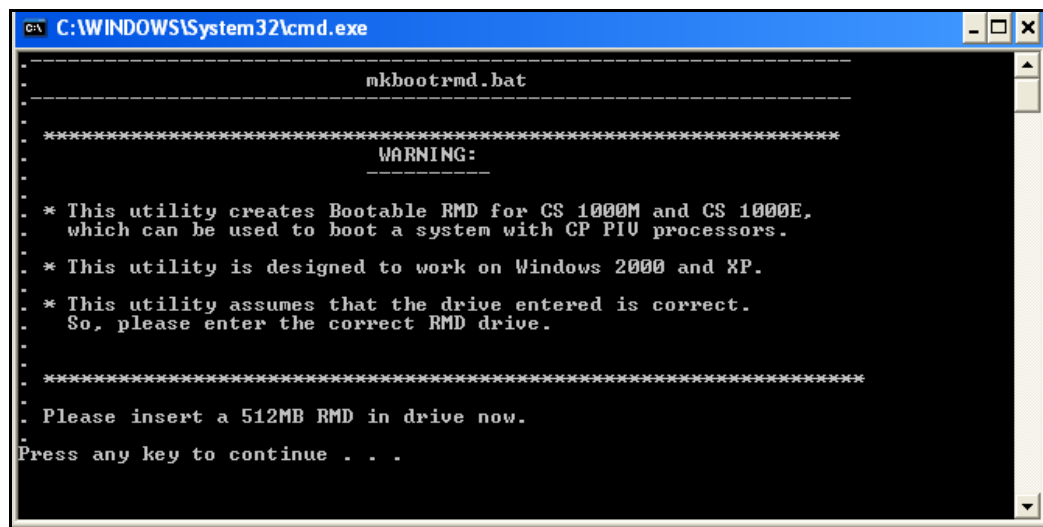 C:\WINDOWS\System32\cmd.exe
.------------------------------------------------------------------
. mkbootrmd.bat
.------------------------------------------------------------------
.
. ****************************************************************
. WARNING:
. ----------
.
. * This utility creates Bootable RMD for CS 1000M and CS 1000E,
. which can be used to boot a system with CP PIV processors.
.
. * This utility is designed to work on Windows 2000 and XP.
.
. * This utility assumes that the drive entered is correct.
. So, please enter the correct RMD drive.
.
.
. ******************************************************************
.
. Please insert a 512MB RMD in drive now.
.
Press any key to continue . . .